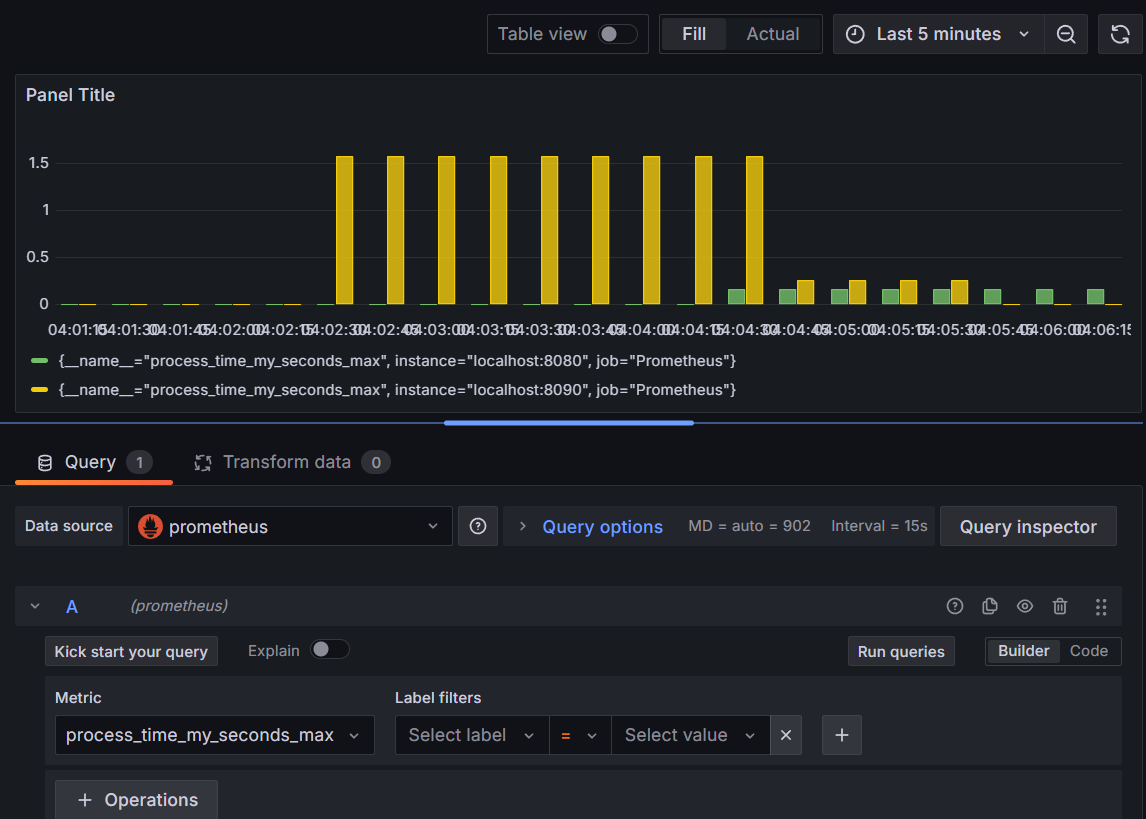 Table view Fill Actual Last 5 minutes
Panel Title
1.5
1
0.5
0
04:01:15 04:01:30 04:01:45 04:02:00 04:02:15 04:02:30 04:02:45 04:03:00 04:03:15 04:03:30 04:03:45 04:04:00 04:04:15 04:04:30 04:04:45 04:05:00 04:05:15 04:05:30 04:05:45 04:06:00 04:06:15
{__name__="process_time_my_seconds_max", instance="localhost:8080", job="Prometheus"}
{__name__="process_time_my_seconds_max", instance="localhost:8090", job="Prometheus"}
Query 1 Transform data 0
Data source prometheus Query options MD = auto = 902 Interval = 15s Query inspector
A (prometheus)
Kick start your query Explain Run queries Builder Code
Metric Label filters
process_time_my_seconds_max Select label = Select value
+ Operations